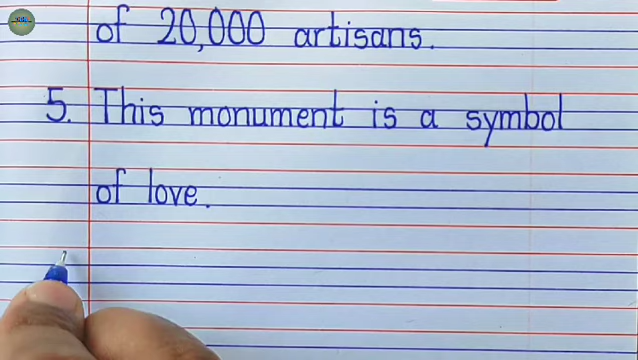 of 20,000 artisans.
5. This monument is a symbol
of love.